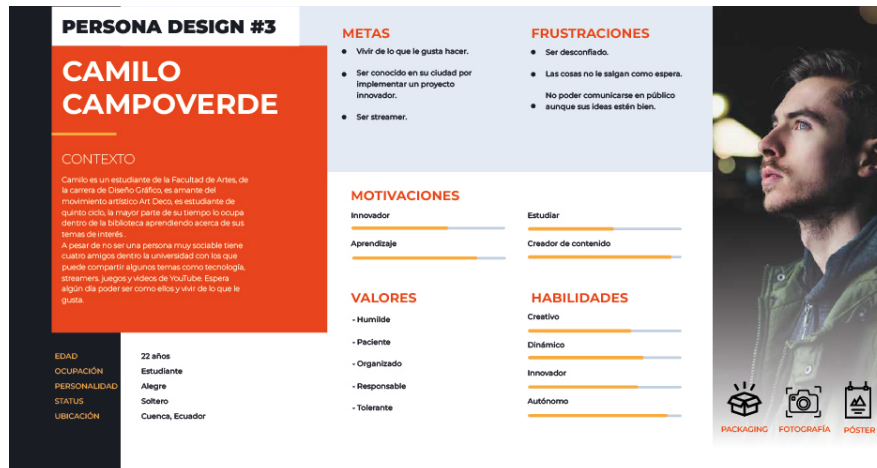 PERSONA DESIGN #3
CAMILO
CAMPOVERDE
CONTEXTO
Camilo es un estudiante de la Facultad de Artes, de
la carrera de Diseño Gráfico, es amante del
movimiento artístico Art Deco, es estudiante de
quinto ciclo, la mayor parte de su tiempo lo ocupa
dentro de la biblioteca aprendiendo acerca de sus
temas de interés .
A pesar de no ser una persona muy sociable tiene
cuatro amigos dentro la universidad con los que
puede compartir algunos temas como tecnología,
streamers, juegos y videos de YouTube. Espera
algún día poder ser como ellos y vivir de lo que le
gusta.
EDAD 22 años
OCUPACIÓN Estudiante
PERSONALIDAD Alegre
STATUS Soltero
UBICACIÓN Cuenca, Ecuador
METAS
• Vivir de lo que le gusta hacer.
• Ser conocido en su ciudad por
implementar un proyecto
innovador.
• Ser streamer.
FRUSTRACIONES
• Ser desconfiado.
• Las cosas no le salgan como espera.
No poder comunicarse en público
• aunque sus ideas estén bien.
MOTIVACIONES
Innovador
Aprendizaje
Estudiar
Creador de contenido
VALORES
- Humilde
- Paciente
- Organizado
- Responsable
- Tolerante
HABILIDADES
Creativo
Dinámico
Innovador
Autónomo
PACKAGING
FOTOGRAFÍA
PÓSTER